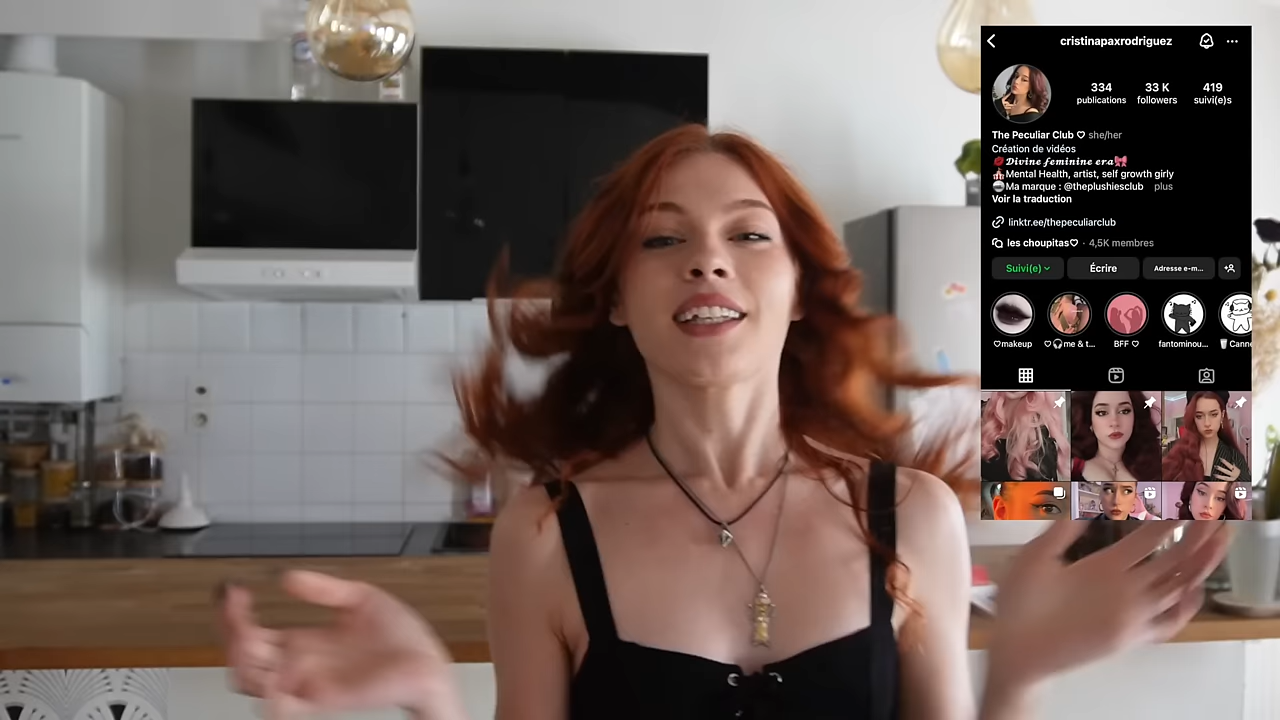 cristinapaxrodriguez
334 33 K 419
publications followers suivi(e)s
The Peculiar Club ♡ she/her
Création de vidéos
💋 𝓓𝓲𝓿𝓲𝓷𝓮 𝓯𝓮𝓶𝓲𝓷𝓲𝓷𝓮 𝓮𝓻𝓪🎀
Mental Health, artist, self growth girly
Ma marque : @theplushiesclub plus
Voir la traduction
linktr.ee/thepeculiarclub
les choupitas♡ · 4,5K membres
Suivi(e) Écrire Adresse e-m...
♡makeup ♡🎧me & t... BFF ♡ fantominou... 🥛Canne